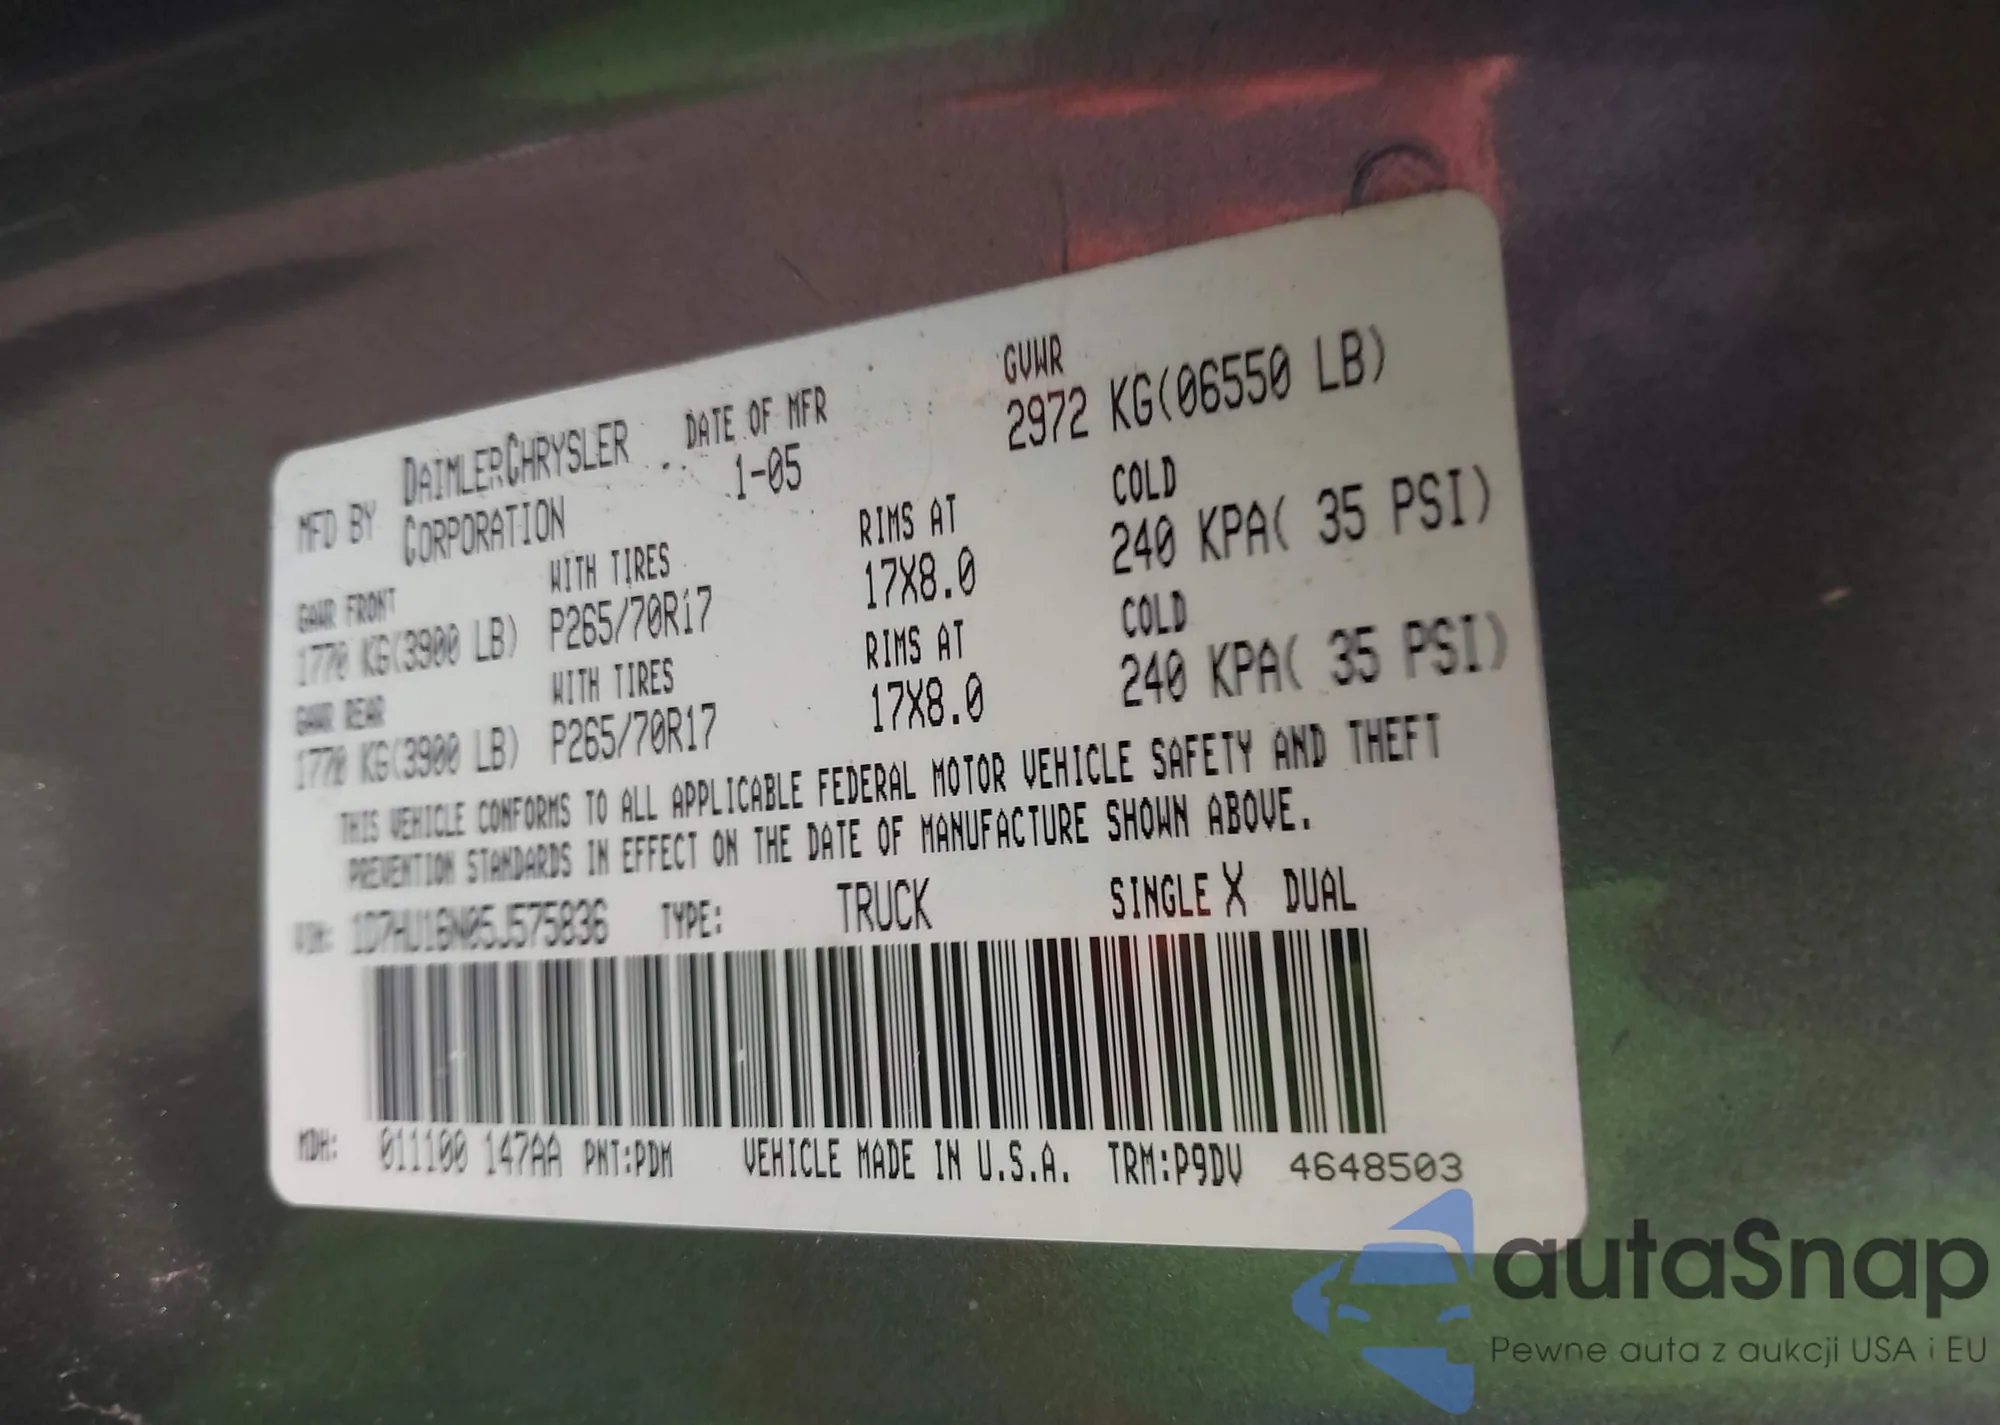 MFD BY DAIMLERCHRYSLER CORPORATION
DATE OF MFR
1-05
GVWR
2972 KG(06550 LB)
GAWR FRONT WITH TIRES RIMS AT COLD
1770 KG(3900 LB) P265/70R17 17X8.0 240 KPA( 35 PSI)
GAWR REAR WITH TIRES RIMS AT COLD
1770 KG(3900 LB) P265/70R17 17X8.0 240 KPA( 35 PSI)
THIS VEHICLE CONFORMS TO ALL APPLICABLE FEDERAL MOTOR VEHICLE SAFETY AND THEFT
PREVENTION STANDARDS IN EFFECT ON THE DATE OF MANUFACTURE SHOWN ABOVE.
VIN: 1D7HU16N05J575836 TYPE: TRUCK SINGLE X DUAL
MDH: 011100 147AA PNT:PDM VEHICLE MADE IN U.S.A. TRM:P9DV 4648503
autaSnap
Pewne auta z aukcji USA i EU